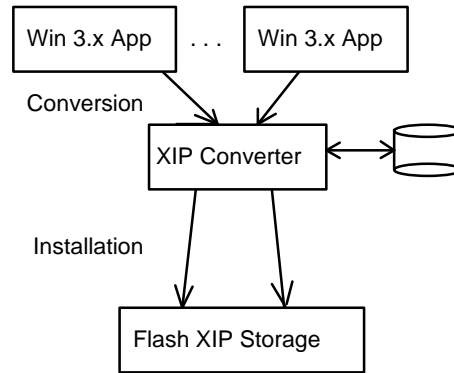 Win 3.x App . . . Win 3.x App
Conversion
XIP Converter
Installation
Flash XIP Storage